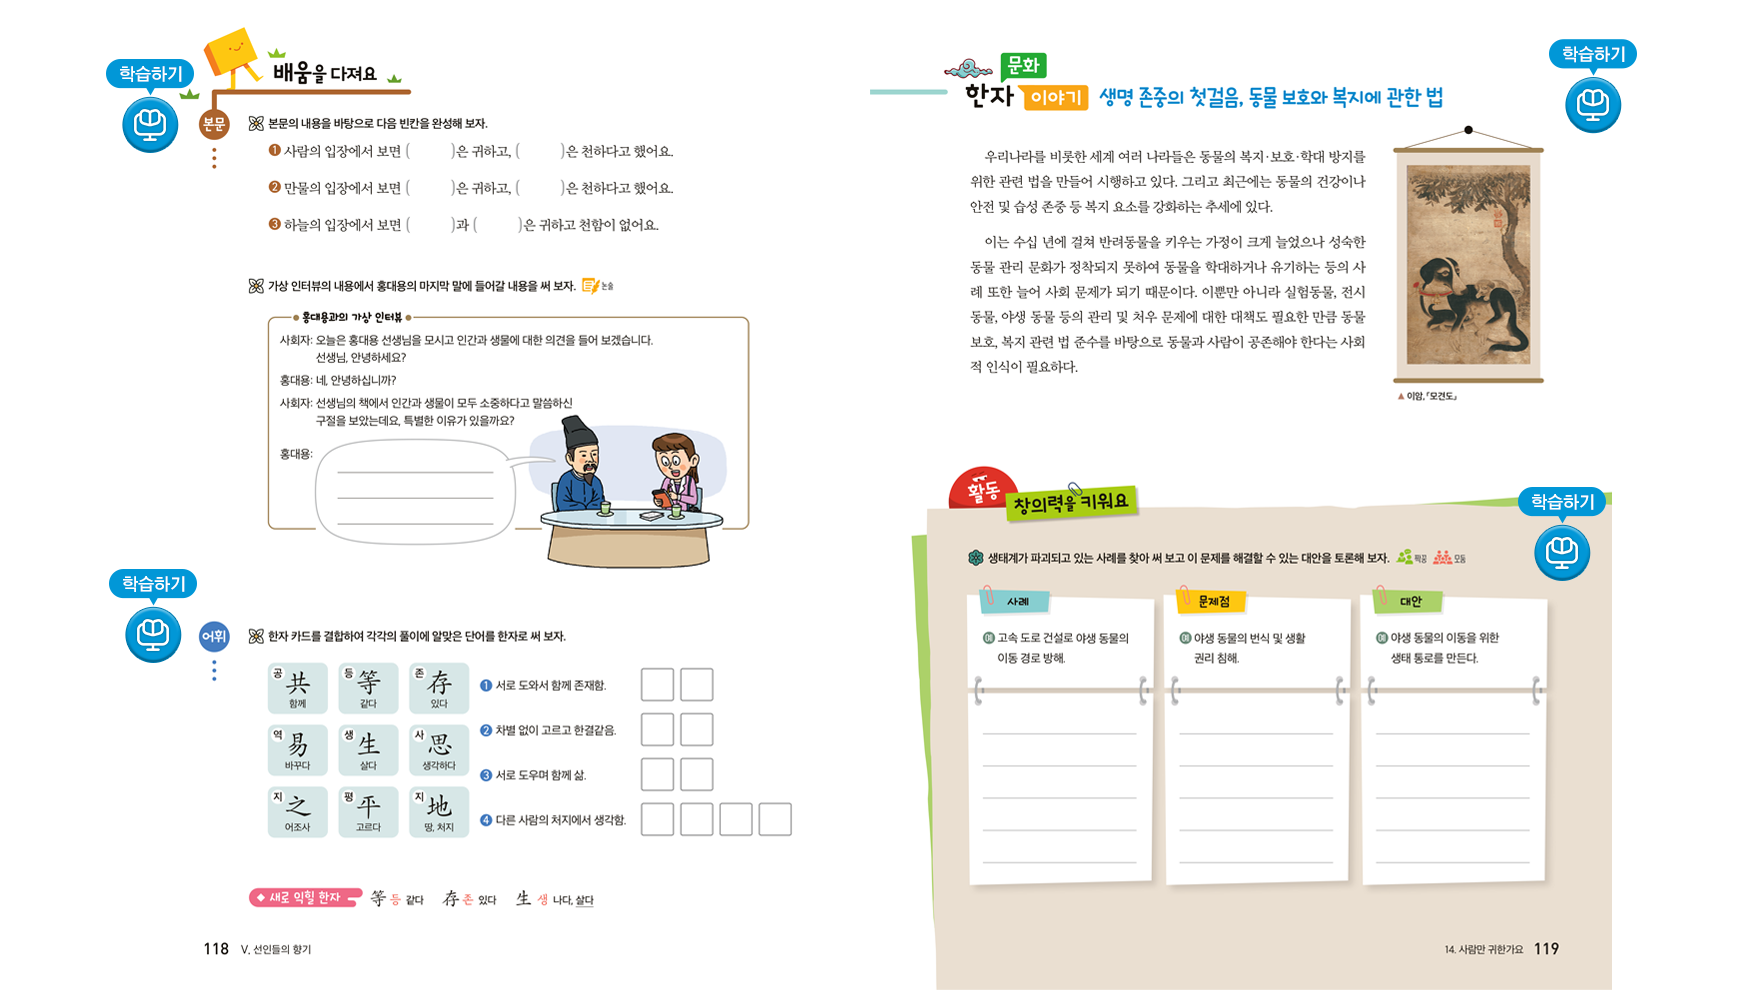 학습하기
배움을 다져요
본문
본문의 내용을 바탕으로 다음 빈칸을 완성해 보자.
1 사람의 입장에서 보면 ( )은 귀하고, ( )은 천하다고 했어요.
2 만물의 입장에서 보면 ( )은 귀하고, ( )은 천하다고 했어요.
3 하늘의 입장에서 보면 ( )과 ( )은 귀하고 천함이 없어요.
가상 인터뷰의 내용에서 홍대용의 마지막 말에 들어갈 내용을 써 보자. 논술
홍대용과의 가상 인터뷰
사회자: 오늘은 홍대용 선생님을 모시고 인간과 생물에 대한 의견을 들어 보겠습니다.
선생님, 안녕하세요?
홍대용: 네, 안녕하십니까?
사회자: 선생님의 책에서 인간과 생물이 모두 소중하다고 말씀하신
구절을 보았는데요, 특별한 이유가 있을까요?
홍대용:
학습하기
어휘
한자 카드를 결합하여 각각의 풀이에 알맞은 단어를 한자로 써 보자.
공 共 함께
등 等 같다
존 存 있다
역 易 바꾸다
생 生 살다
사 思 생각하다
지 之 어조사
평 平 고르다
지 地 땅, 처지
1 서로 도와서 함께 존재함.
2 차별 없이 고르고 한결같음.
3 서로 도우며 함께 삶.
4 다른 사람의 처지에서 생각함.
새로 익힐 한자 等 등 같다 存 존 있다 生 생 나다, 살다
118 Ⅴ. 선인들의 향기
학습하기
문화
한자 이야기 생명 존중의 첫걸음, 동물 보호와 복지에 관한 법
우리나라를 비롯한 세계 여러 나라들은 동물의 복지·보호·학대 방지를
위한 관련 법을 만들어 시행하고 있다. 그리고 최근에는 동물의 건강이나
안전 및 습성 존중 등 복지 요소를 강화하는 추세에 있다.
이는 수십 년에 걸쳐 반려동물을 키우는 가정이 크게 늘었으나 성숙한
동물 관리 문화가 정착되지 못하여 동물을 학대하거나 유기하는 등의 사
례 또한 늘어 사회 문제가 되기 때문이다. 이뿐만 아니라 실험동물, 전시
동물, 야생 동물 등의 관리 및 처우 문제에 대한 대책도 필요한 만큼 동물
보호, 복지 관련 법 준수를 바탕으로 동물과 사람이 공존해야 한다는 사회
적 인식이 필요하다.
▲ 이암, 「모견도」
활동
창의력을 키워요
학습하기
생태계가 파괴되고 있는 사례를 찾아 써 보고 이 문제를 해결할 수 있는 대안을 토론해 보자. 짝공 모둠
사례
예 고속 도로 건설로 야생 동물의
이동 경로 방해.
문제점
예 야생 동물의 번식 및 생활
권리 침해.
대안
예 야생 동물의 이동을 위한
생태 통로를 만든다.
14. 사람만 귀한가요 119